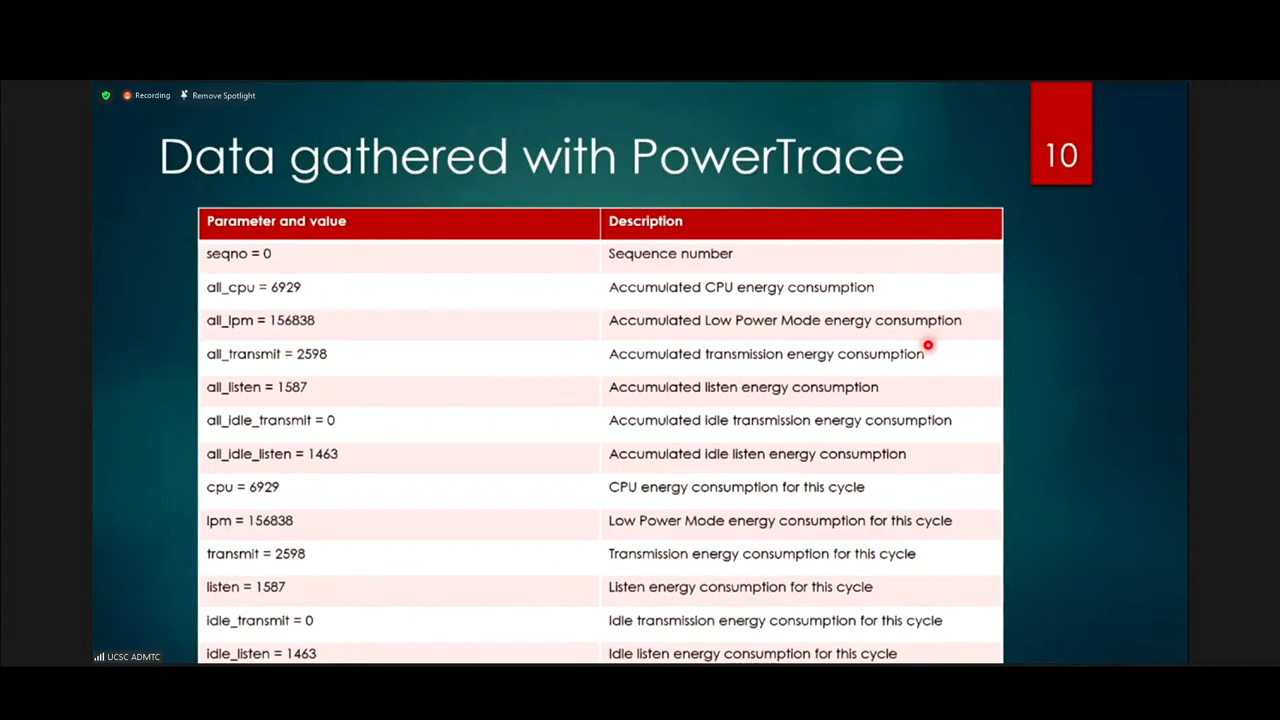 Recording Remove Spotlight
Data gathered with PowerTrace
10
Parameter and value Description
seqno = 0 Sequence number
all_cpu = 6929 Accumulated CPU energy consumption
all_lpm = 156838 Accumulated Low Power Mode energy consumption
all_transmit = 2598 Accumulated transmission energy consumption
all_listen = 1587 Accumulated listen energy consumption
all_idle_transmit = 0 Accumulated idle transmission energy consumption
all_idle_listen = 1463 Accumulated idle listen energy consumption
cpu = 6929 CPU energy consumption for this cycle
lpm = 156838 Low Power Mode energy consumption for this cycle
transmit = 2598 Transmission energy consumption for this cycle
listen = 1587 Listen energy consumption for this cycle
idle_transmit = 0 Idle transmission energy consumption for this cycle
idle_listen = 1463 Idle listen energy consumption for this cycle
UCSC ADMTC